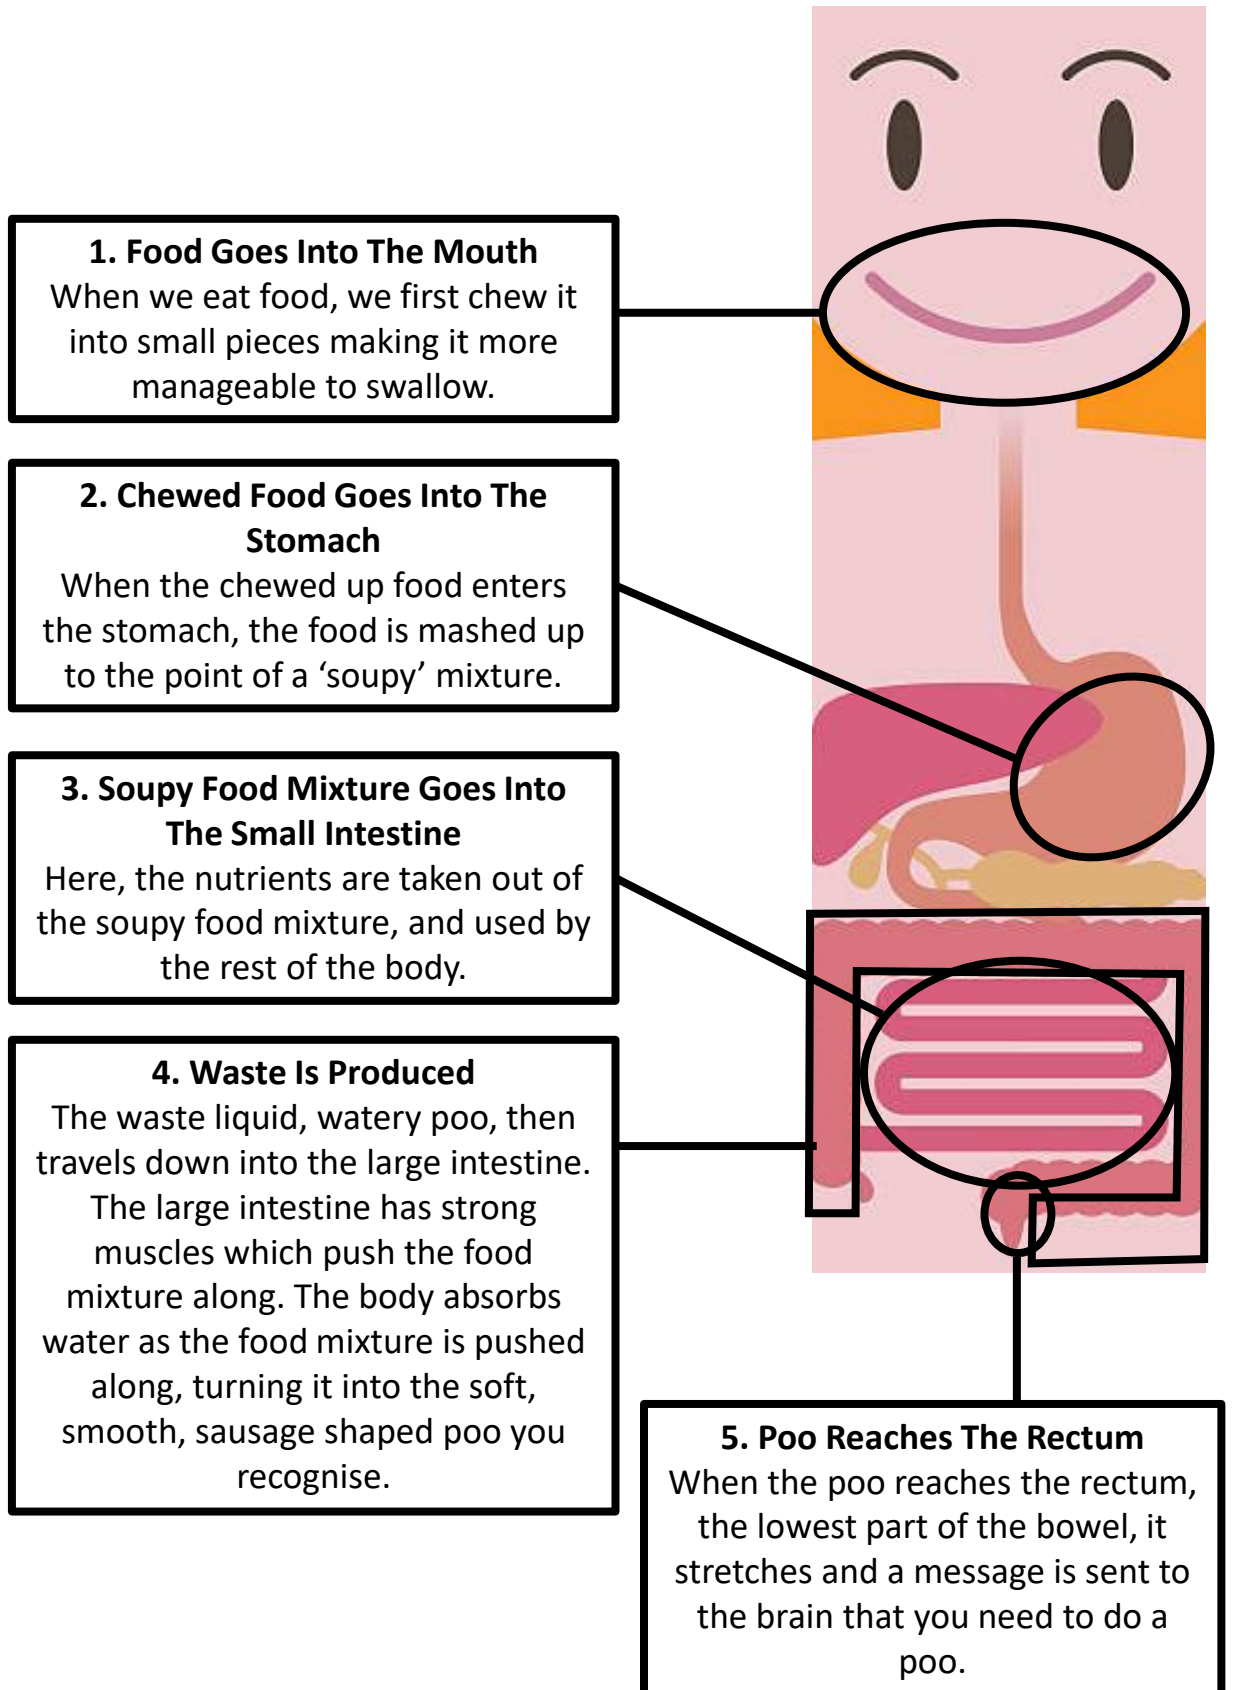 1. Food Goes Into The Mouth
When we eat food, we first chew it
into small pieces making it more
manageable to swallow.
2. Chewed Food Goes Into The
Stomach
When the chewed up food enters
the stomach, the food is mashed up
to the point of a ‘soupy’ mixture.
3. Soupy Food Mixture Goes Into
The Small Intestine
Here, the nutrients are taken out of
the soupy food mixture, and used by
the rest of the body.
4. Waste Is Produced
The waste liquid, watery poo, then
travels down into the large intestine.
The large intestine has strong
muscles which push the food
mixture along. The body absorbs
water as the food mixture is pushed
along, turning it into the soft,
smooth, sausage shaped poo you
recognise.
5. Poo Reaches The Rectum
When the poo reaches the rectum,
the lowest part of the bowel, it
stretches and a message is sent to
the brain that you need to do a
poo.